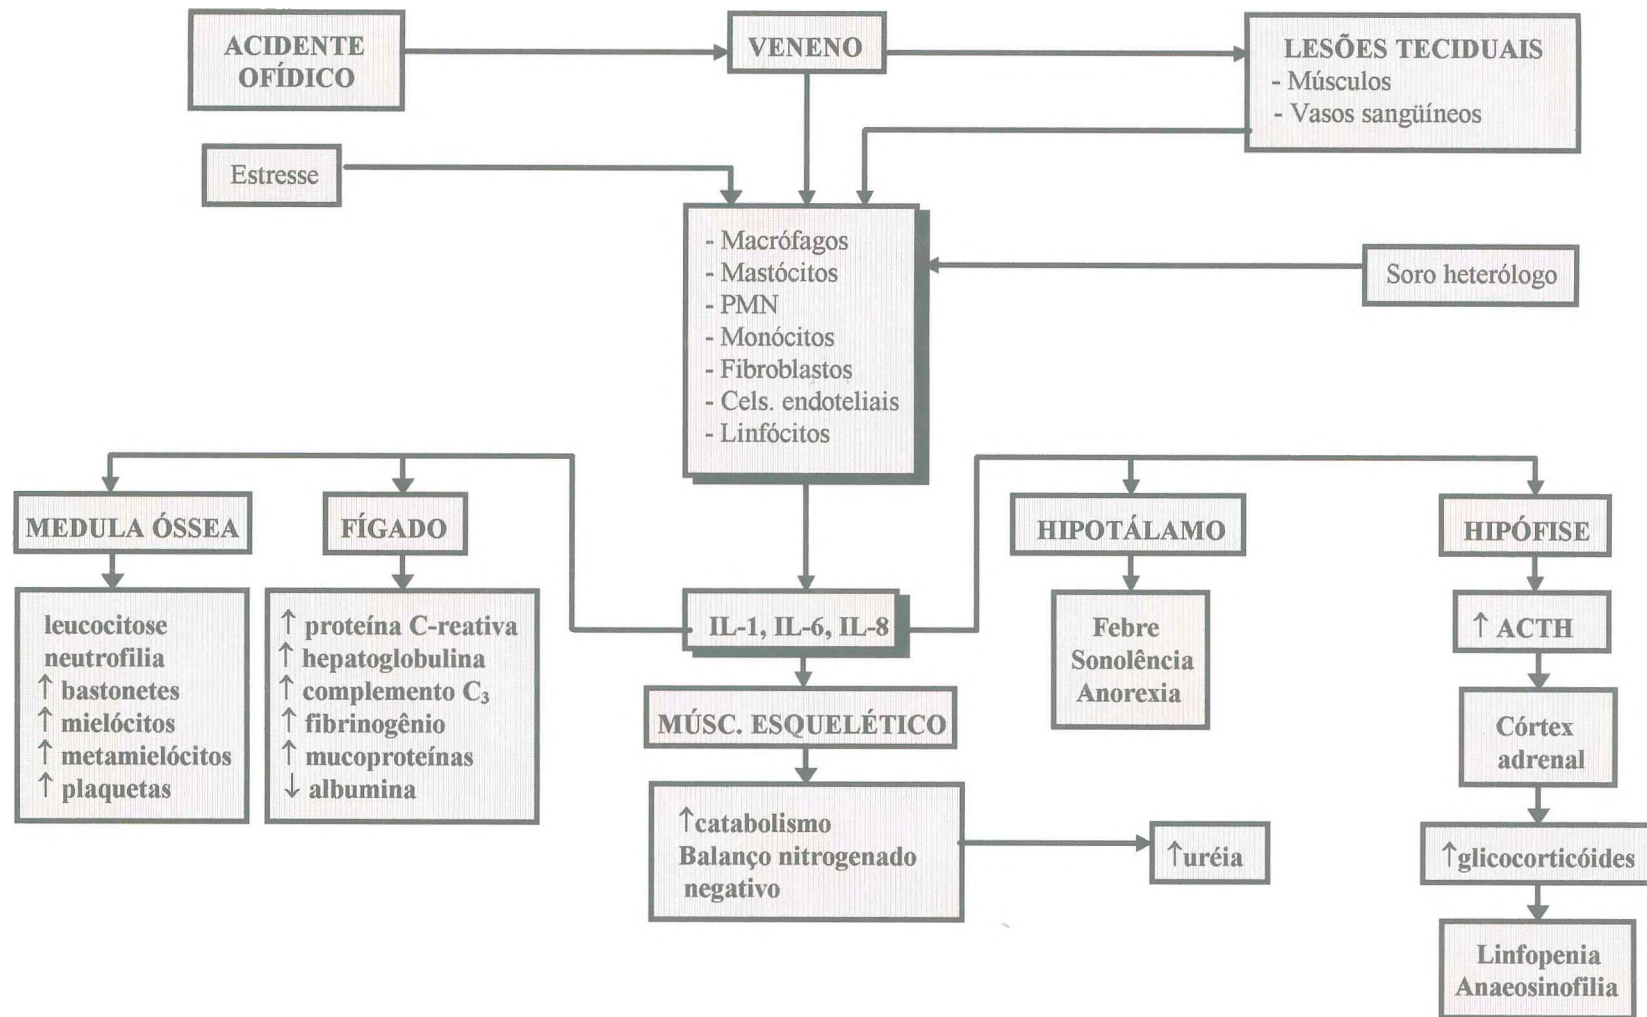 ACIDENTE
OFÍDICO
VENENO
LESÕES TECIDUAIS
- Músculos
- Vasos sangüíneos
Estresse
- Macrófagos
- Mastócitos
- PMN
- Monócitos
- Fibroblastos
- Cels. endoteliais
- Linfócitos
Soro heterólogo
MEDULA ÓSSEA
FÍGADO
HIPOTÁLAMO
HIPÓFISE
leucocitose
neutrofilia
↑ bastonetes
↑ mielócitos
↑ metamielócitos
↑ plaquetas
↑ proteína C-reativa
↑ hepatoglobulina
↑ complemento C₃
↑ fibrinogênio
↑ mucoproteínas
↓ albumina
IL-1, IL-6, IL-8
Febre
Sonolência
Anorexia
↑ ACTH
MÚSC. ESQUELÉTICO
Córtex
adrenal
↑catabolismo
Balanço nitrogenado
negativo
↑uréia
↑glicocorticóides
Linfopenia
Anaeosinofilia